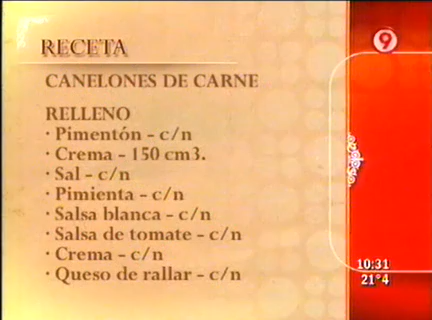 RECETA
9
CANELONES DE CARNE
RELLENO
· Pimentón - c/n
· Crema - 150 cm3.
· Sal - c/n
· Pimienta - c/n
· Salsa blanca - c/n
· Salsa de tomate - c/n
· Crema - c/n
· Queso de rallar - c/n
10:31
21°4